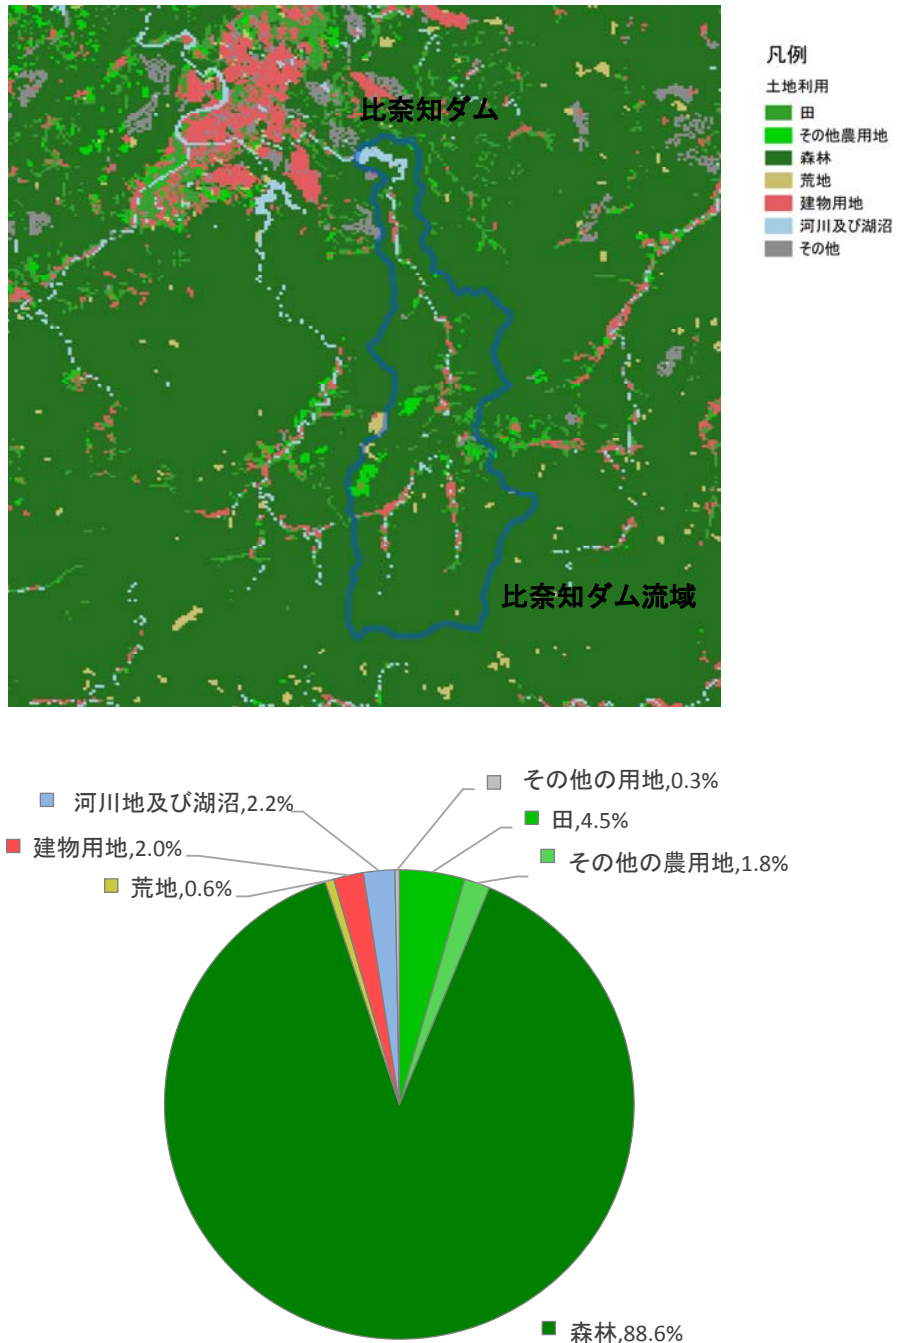 比奈知ダム
比奈知ダム流域
凡例
土地利用
田
その他農用地
森林
荒地
建物用地
河川及び湖沼
その他
その他の用地,0.3%
河川地及び湖沼,2.2%
田,4.5%
建物用地,2.0%
その他の農用地,1.8%
荒地,0.6%
森林,88.6%